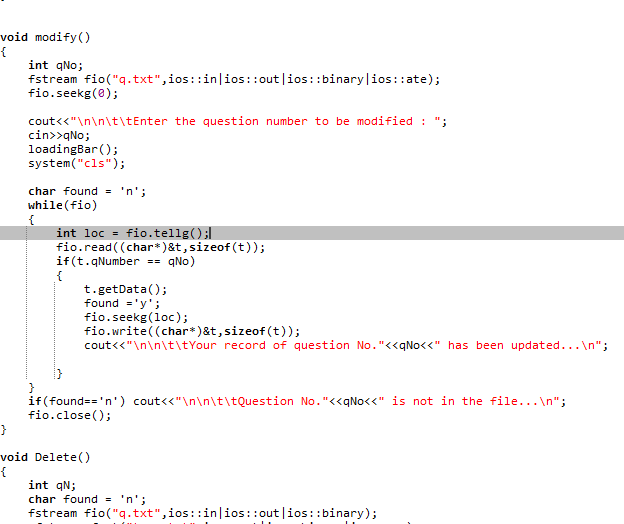 void modify()
{
int qNo;
fstream fio("q.txt",ios::in|ios::out|ios::binary|ios::ate);
fio.seekg(0);
cout<<"\n\n\t\tEnter the question number to be modified : ";
cin>>qNo;
loadingBar();
system("cls");
char found = 'n';
while(fio)
{
int loc = fio.tellg();
fio.read((char*)&t,sizeof(t));
if(t.qNumber == qNo)
{
t.getData();
found ='y';
fio.seekg(loc);
fio.write((char*)&t,sizeof(t));
cout<<"\n\n\t\tYour record of question No."<<qNo<<" has been updated...\n";
}
}
if(found=='n') cout<<"\n\n\t\tQuestion No."<<qNo<<" is not in the file...\n";
fio.close();
}
void Delete()
{
int qN;
char found = 'n';
fstream fio("q.txt",ios::in|ios::out|ios::binary);